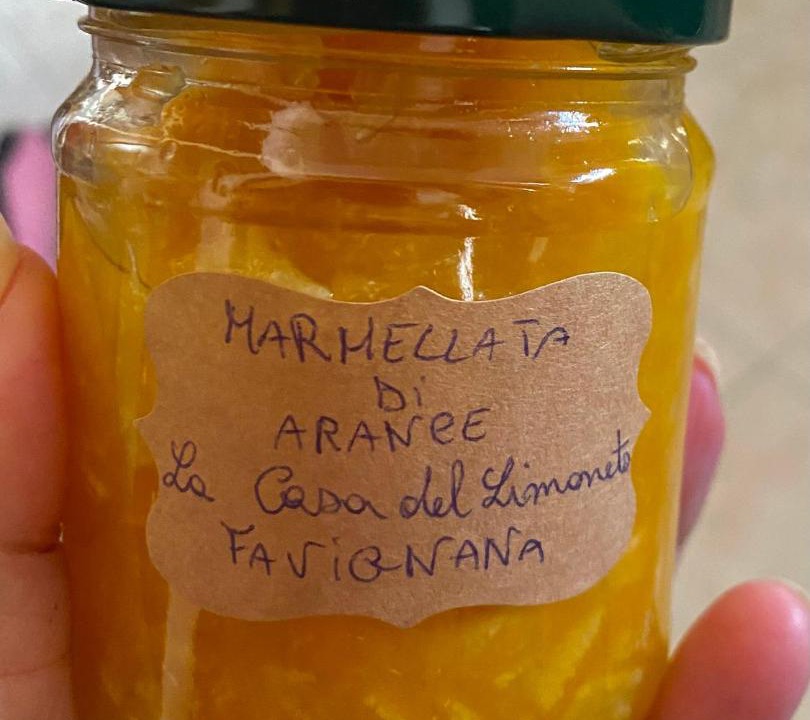 MARMELLATA
Di
ARANCE
La Casa del Limoneto
FAViGNANA